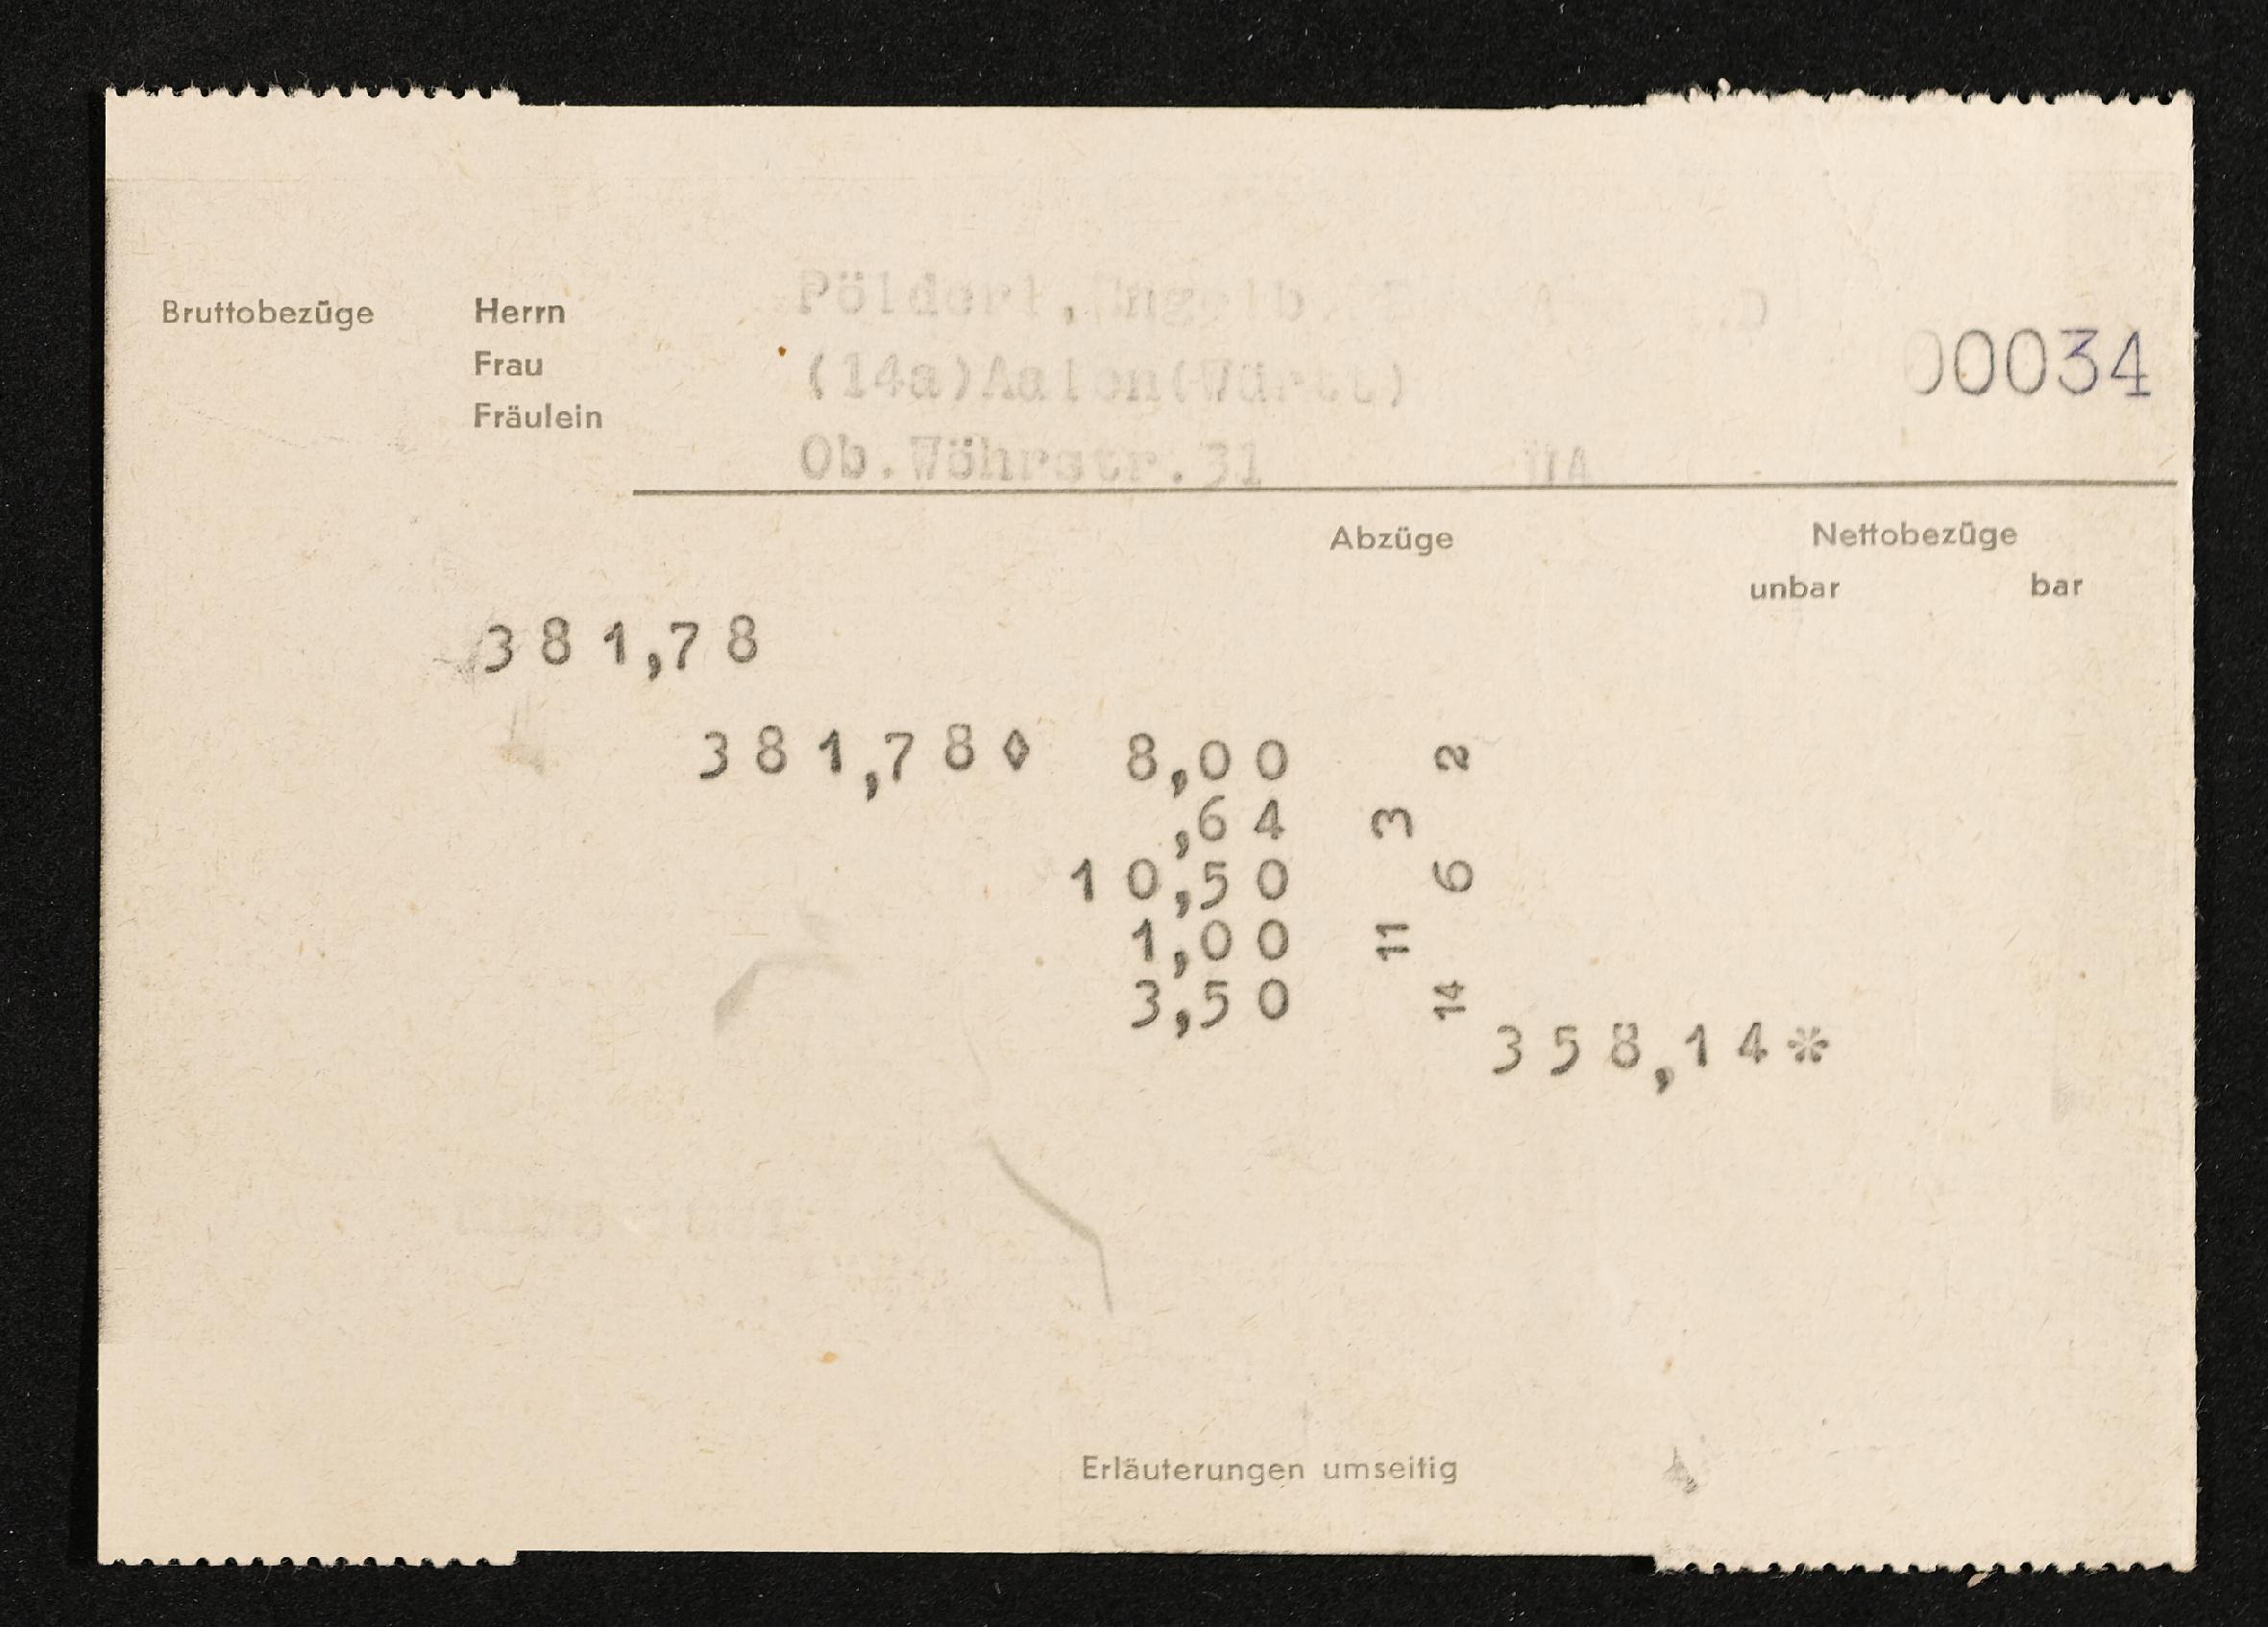 Bruttobezüge Herrn Pöldert,
Frau
Fräulein
(14a)Aalen(Württ)
00034
Ob.Wöhrstr.31
Abzüge Nettobezüge
unbar bar
381,78
381,78◊ 8,00 2
,64 3
10,50 6
1,00 11
3,50 14
358,14*
Erläuterungen umseitig